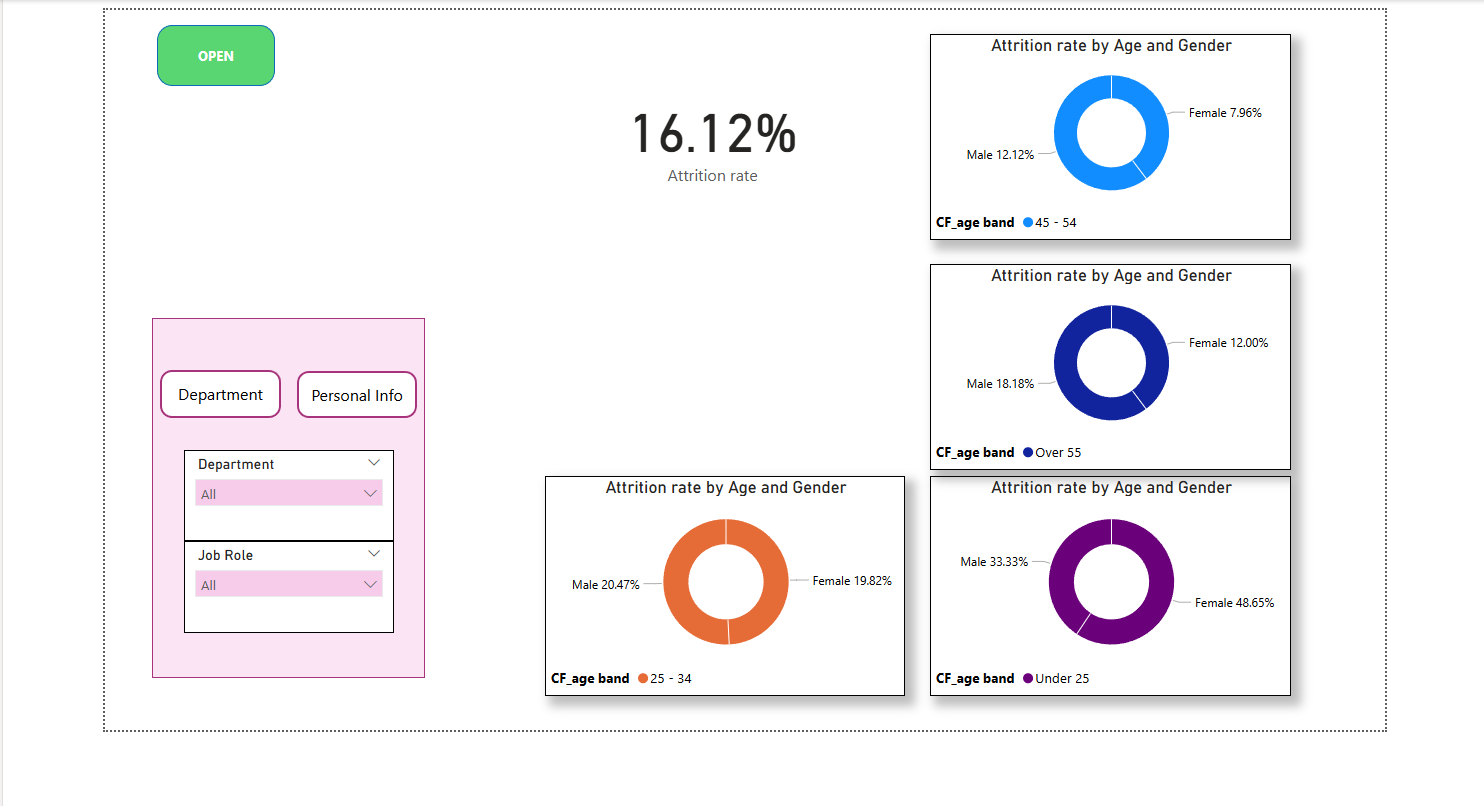 OPEN
16.12%
Attrition rate
Attrition rate by Age and Gender
Female 7.96%
Male 12.12%
CF_age band 45 - 54
Attrition rate by Age and Gender
Female 12.00%
Male 18.18%
CF_age band Over 55
Department
Personal Info
Department
All
Job Role
All
Attrition rate by Age and Gender
Male 20.47%
Female 19.82%
CF_age band 25 - 34
Attrition rate by Age and Gender
Male 33.33%
Female 48.65%
CF_age band Under 25